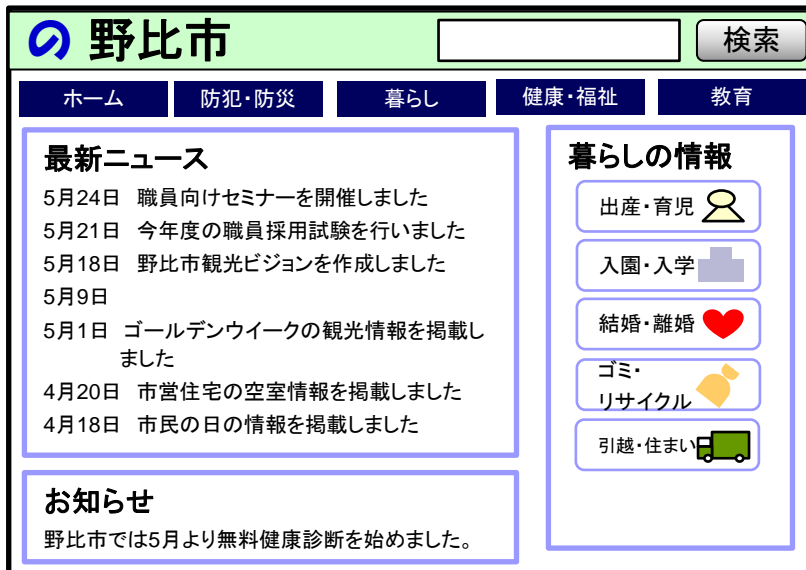 の 野比市
検索
ホーム
防犯・防災
暮らし
健康・福祉
教育
最新ニュース
5月24日 職員向けセミナーを開催しました
5月21日 今年度の職員採用試験を行いました
5月18日 野比市観光ビジョンを作成しました
5月9日
5月1日 ゴールデンウイークの観光情報を掲載し
ました
4月20日 市営住宅の空室情報を掲載しました
4月18日 市民の日の情報を掲載しました
お知らせ
野比市では5月より無料健康診断を始めました。
暮らしの情報
出産・育児
入園・入学
結婚・離婚
ゴミ・
リサイクル
引越・住まい